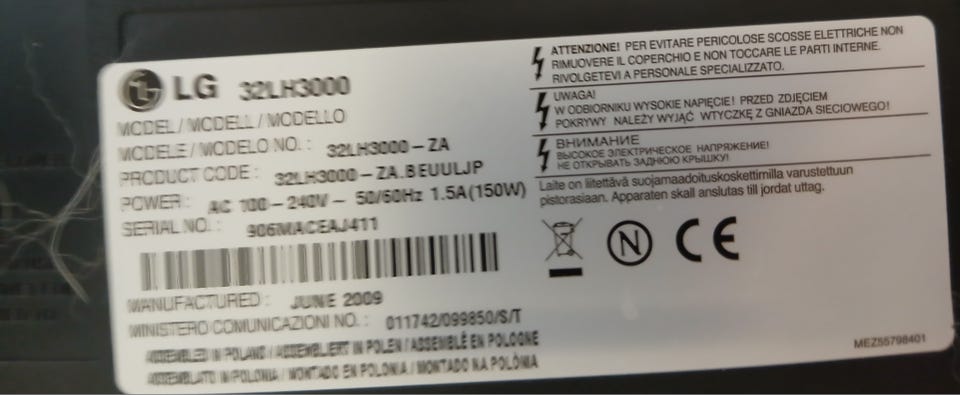 LG 32LH3000
MODEL / MODELL / MODELLO
MODELE / MODELO NO. : 32LH3000-ZA
PRODUCT CODE : 32LH3000-ZA.BEUULJP
POWER : AC 100-240V - 50/60Hz 1.5A(150W)
SERIAL NO. : 906MACEAJ411
MANUFACTURED : JUNE 2009
MINISTERO COMUNICAZIONI NO. : 011742/099850/S/T
ASSEMBLED IN POLAND / ASSEMBLIERT IN POLEN / ASSEMBLÉ EN POLOGNE
ASSEMBLATO IN POLONIA / MONTADO EN POLONIA / MONTADO NA POLÓNIA
ATTENZIONE! PER EVITARE PERICOLOSE SCOSSE ELETTRICHE NON
RIMUOVERE IL COPERCHIO E NON TOCCARE LE PARTI INTERNE.
RIVOLGETEVI A PERSONALE SPECIALIZZATO.
UWAGA!
W ODBIORNIKU WYSOKIE NAPIĘCIE! PRZED ZDJĘCIEM
POKRYWY NALEŻY WYJĄĆ WTYCZKĘ Z GNIAZDA SIECIOWEGO!
ВНИМАНИЕ
ВЫСОКОЕ ЭЛЕКТРИЧЕСКОЕ НАПРЯЖЕНИЕ!
НЕ ОТКРЫВАТЬ ЗАДНЮЮ КРЫШКУ!
Laite on liitettävä suojamaadoituskoskettimilla varustettuun
pistorasiaan. Apparaten skall anslutas till jordat uttag.
N CE
MEZ55798401